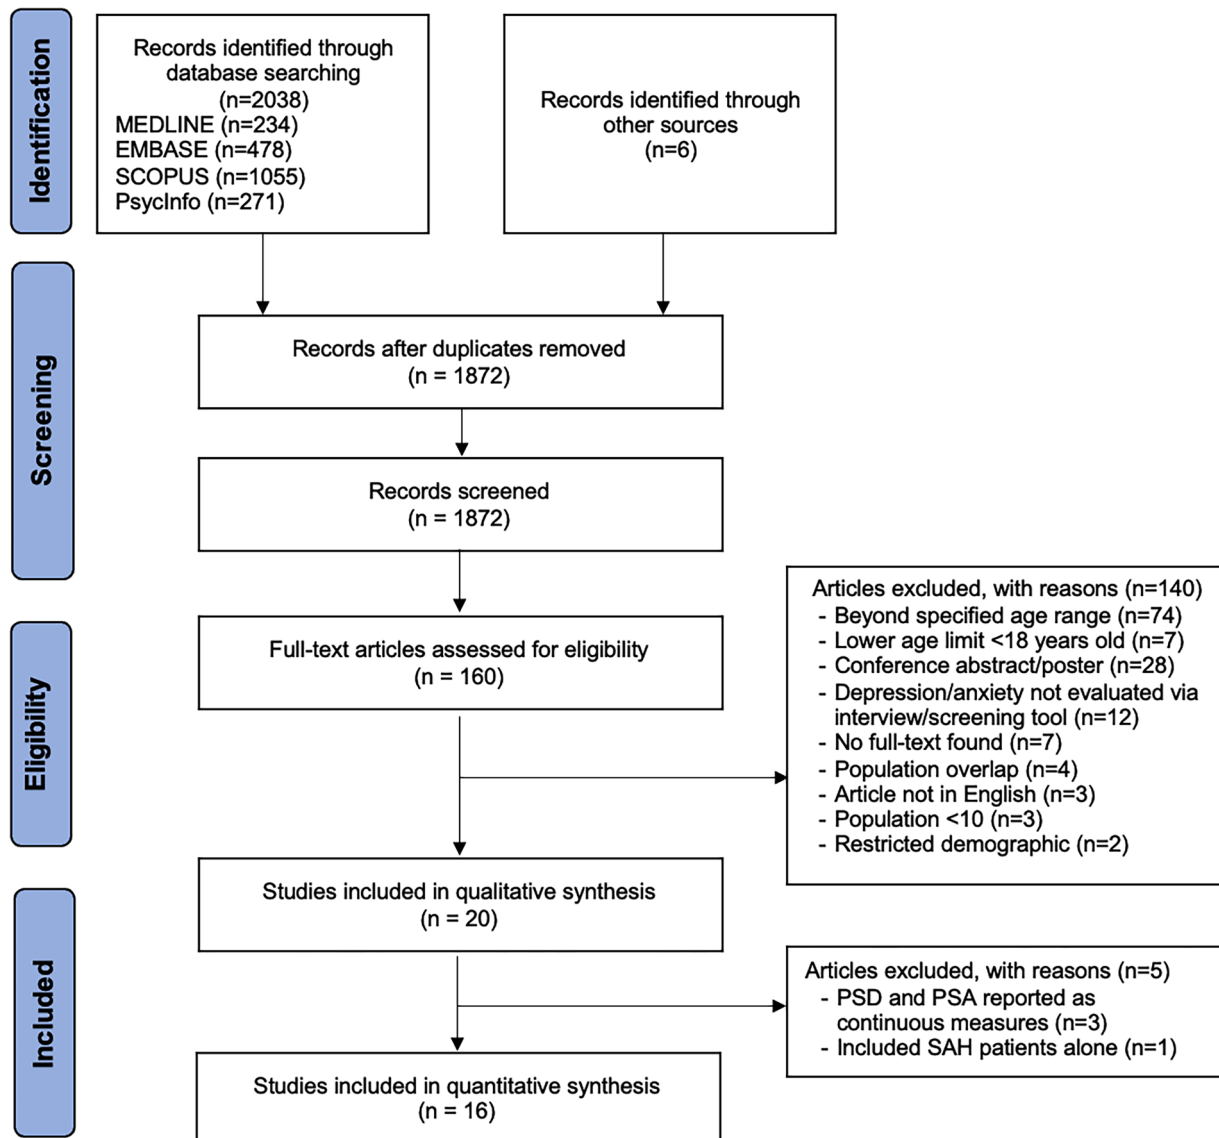 Identification
Records identified through
database searching
(n=2038)
MEDLINE (n=234)
EMBASE (n=478)
SCOPUS (n=1055)
PsycInfo (n=271)
Records identified through
other sources
(n=6)
Screening
Records after duplicates removed
(n = 1872)
Records screened
(n = 1872)
Eligibility
Full-text articles assessed for eligibility
(n = 160)
Articles excluded, with reasons (n=140)
- Beyond specified age range (n=74)
- Lower age limit <18 years old (n=7)
- Conference abstract/poster (n=28)
- Depression/anxiety not evaluated via
interview/screening tool (n=12)
- No full-text found (n=7)
- Population overlap (n=4)
- Article not in English (n=3)
- Population <10 (n=3)
- Restricted demographic (n=2)
Included
Studies included in qualitative synthesis
(n = 20)
Articles excluded, with reasons (n=5)
- PSD and PSA reported as
continuous measures (n=3)
- Included SAH patients alone (n=1)
Studies included in quantitative synthesis
(n = 16)